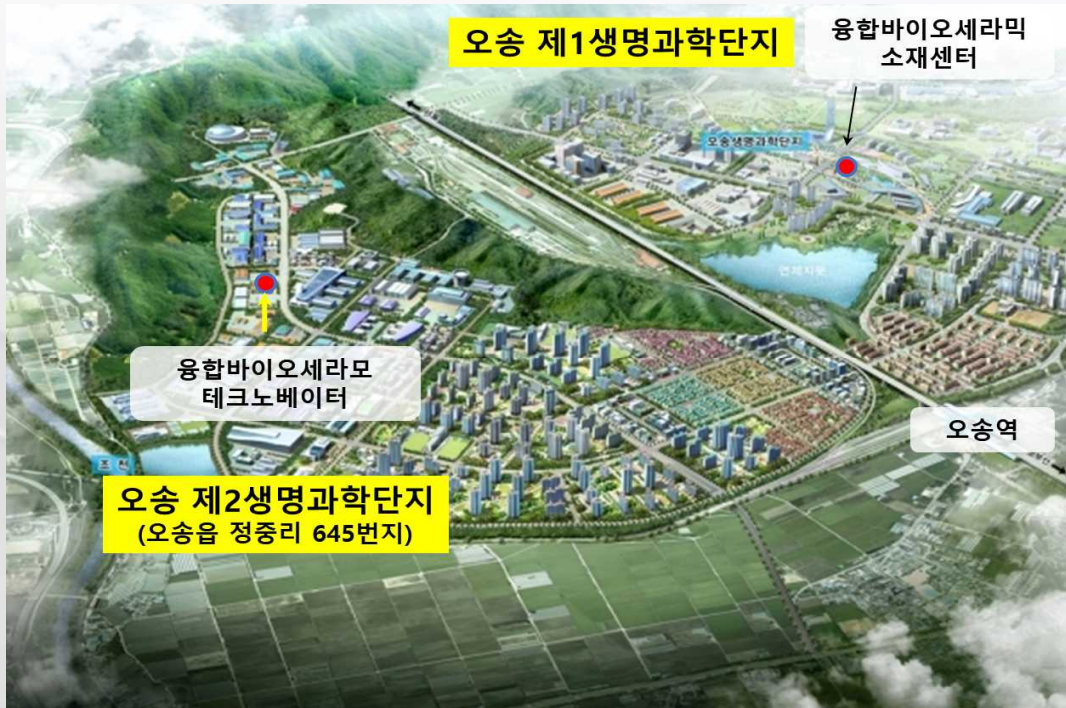 오송 제1생명과학단지
융합바이오세라믹
소재센터
오송생명과학단지
연제지못
융합바이오세라모
테크노베이터
오송역
조천
오송 제2생명과학단지
(오송읍 정중리 645번지)